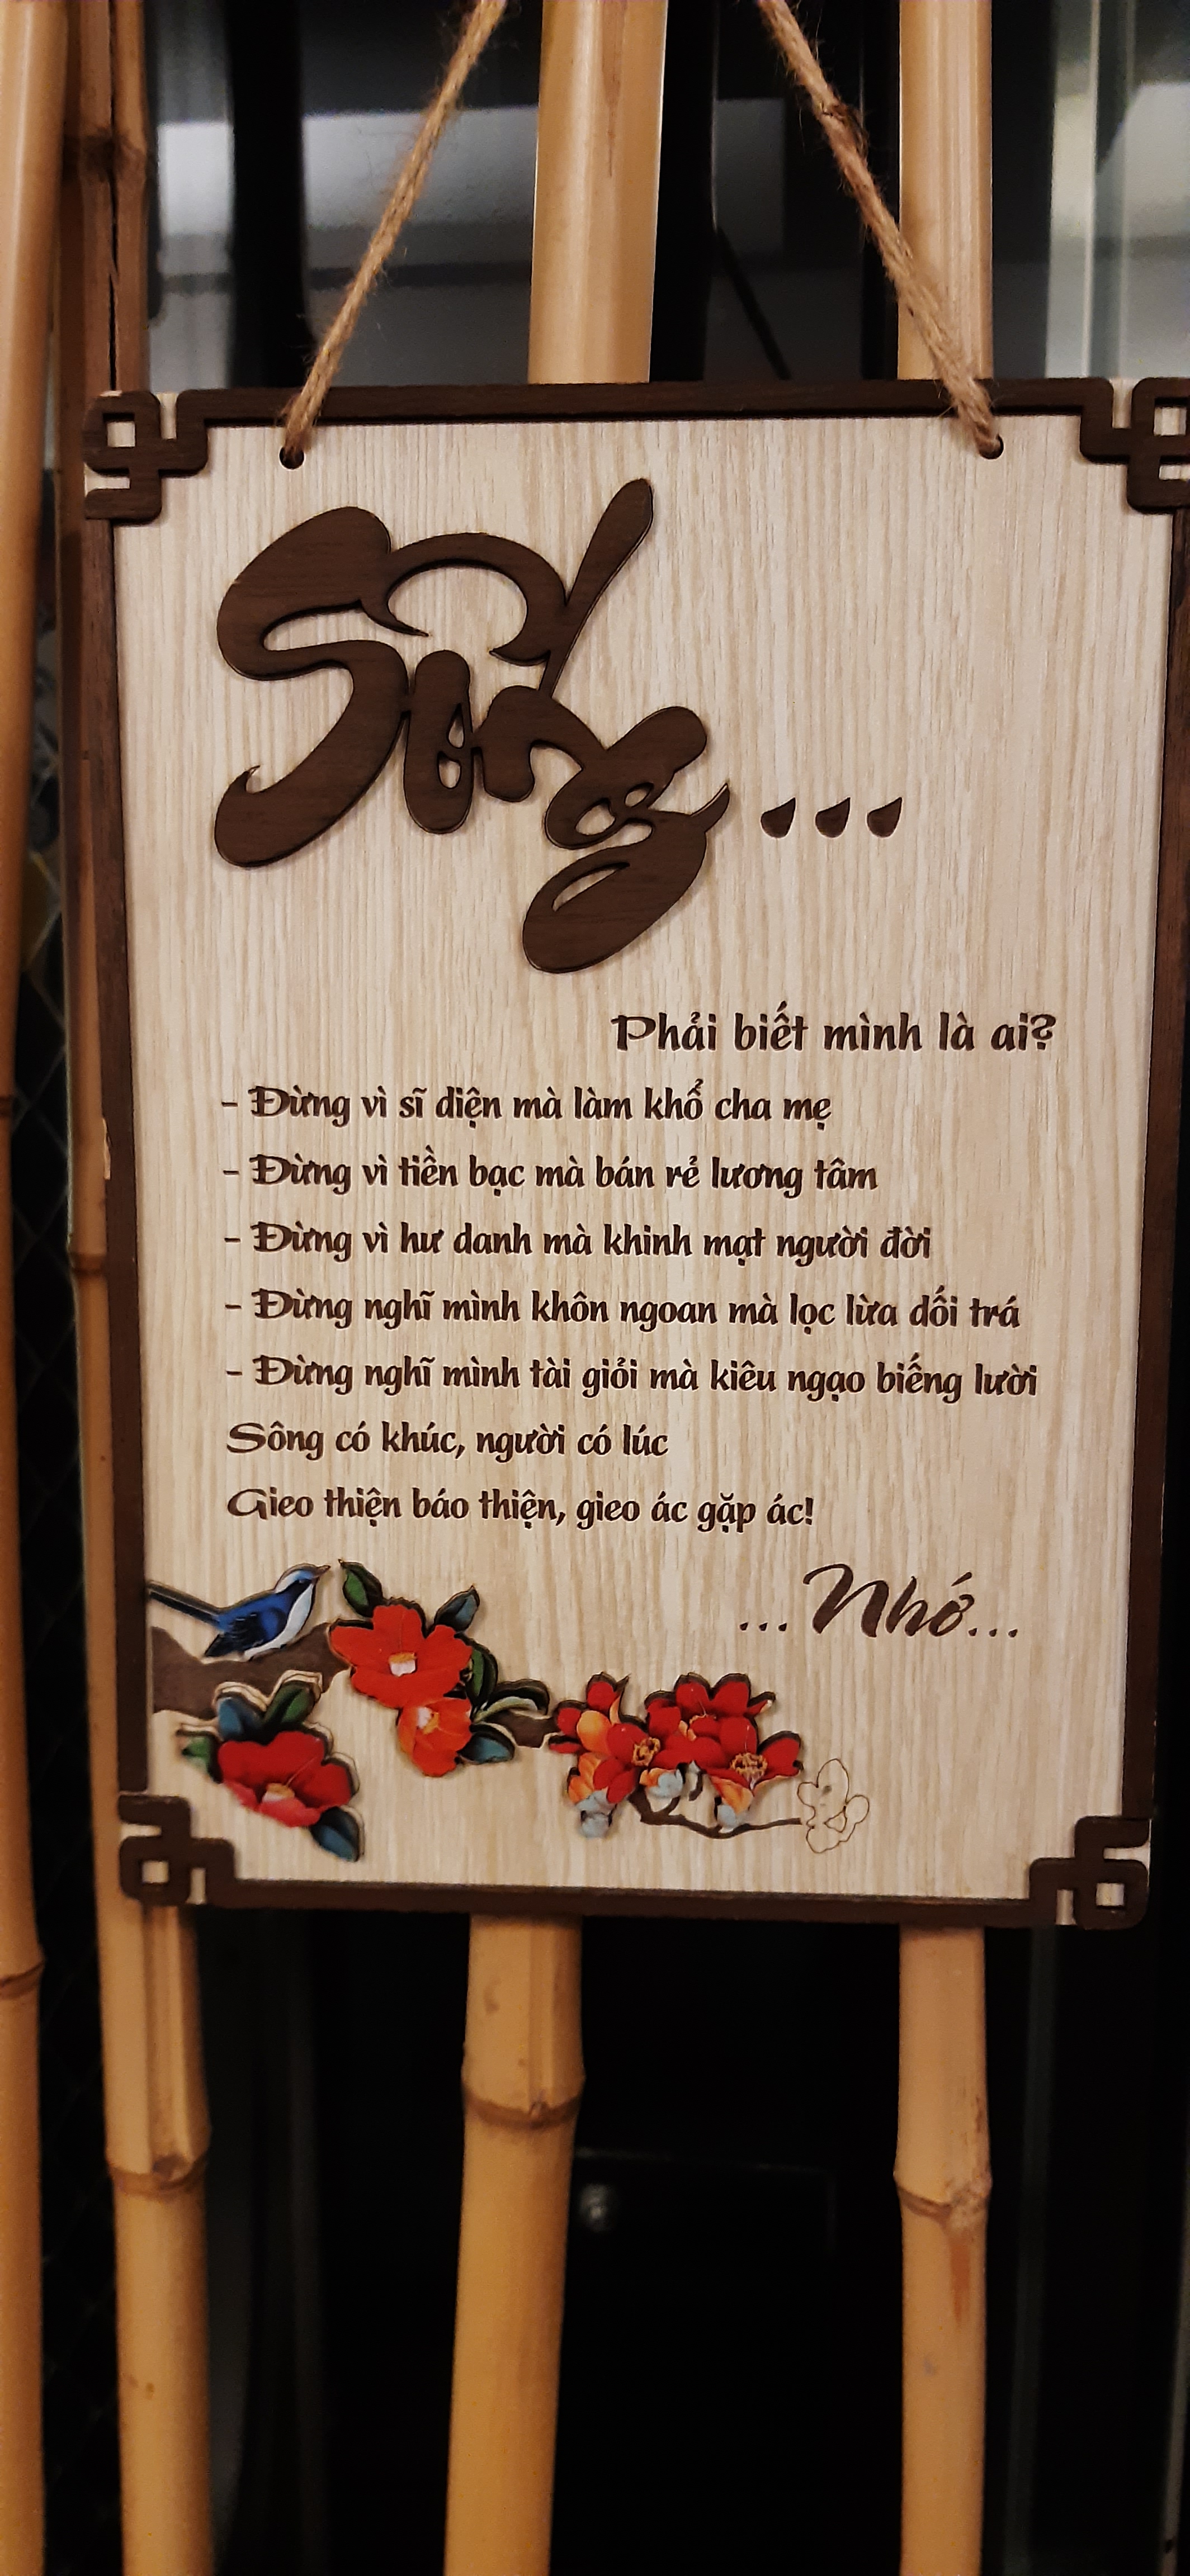 Sống...
Phải biết mình là ai?
- Đừng vì sĩ diện mà làm khổ cha mẹ
- Đừng vì tiền bạc mà bán rẻ lương tâm
- Đừng vì hư danh mà khinh mạt người đời
- Đừng nghĩ mình khôn ngoan mà lọc lừa dối trá
- Đừng nghĩ mình tài giỏi mà kiêu ngạo biếng lười
Sông có khúc, người có lúc
Gieo thiện báo thiện, gieo ác gặp ác!
...Nhớ...